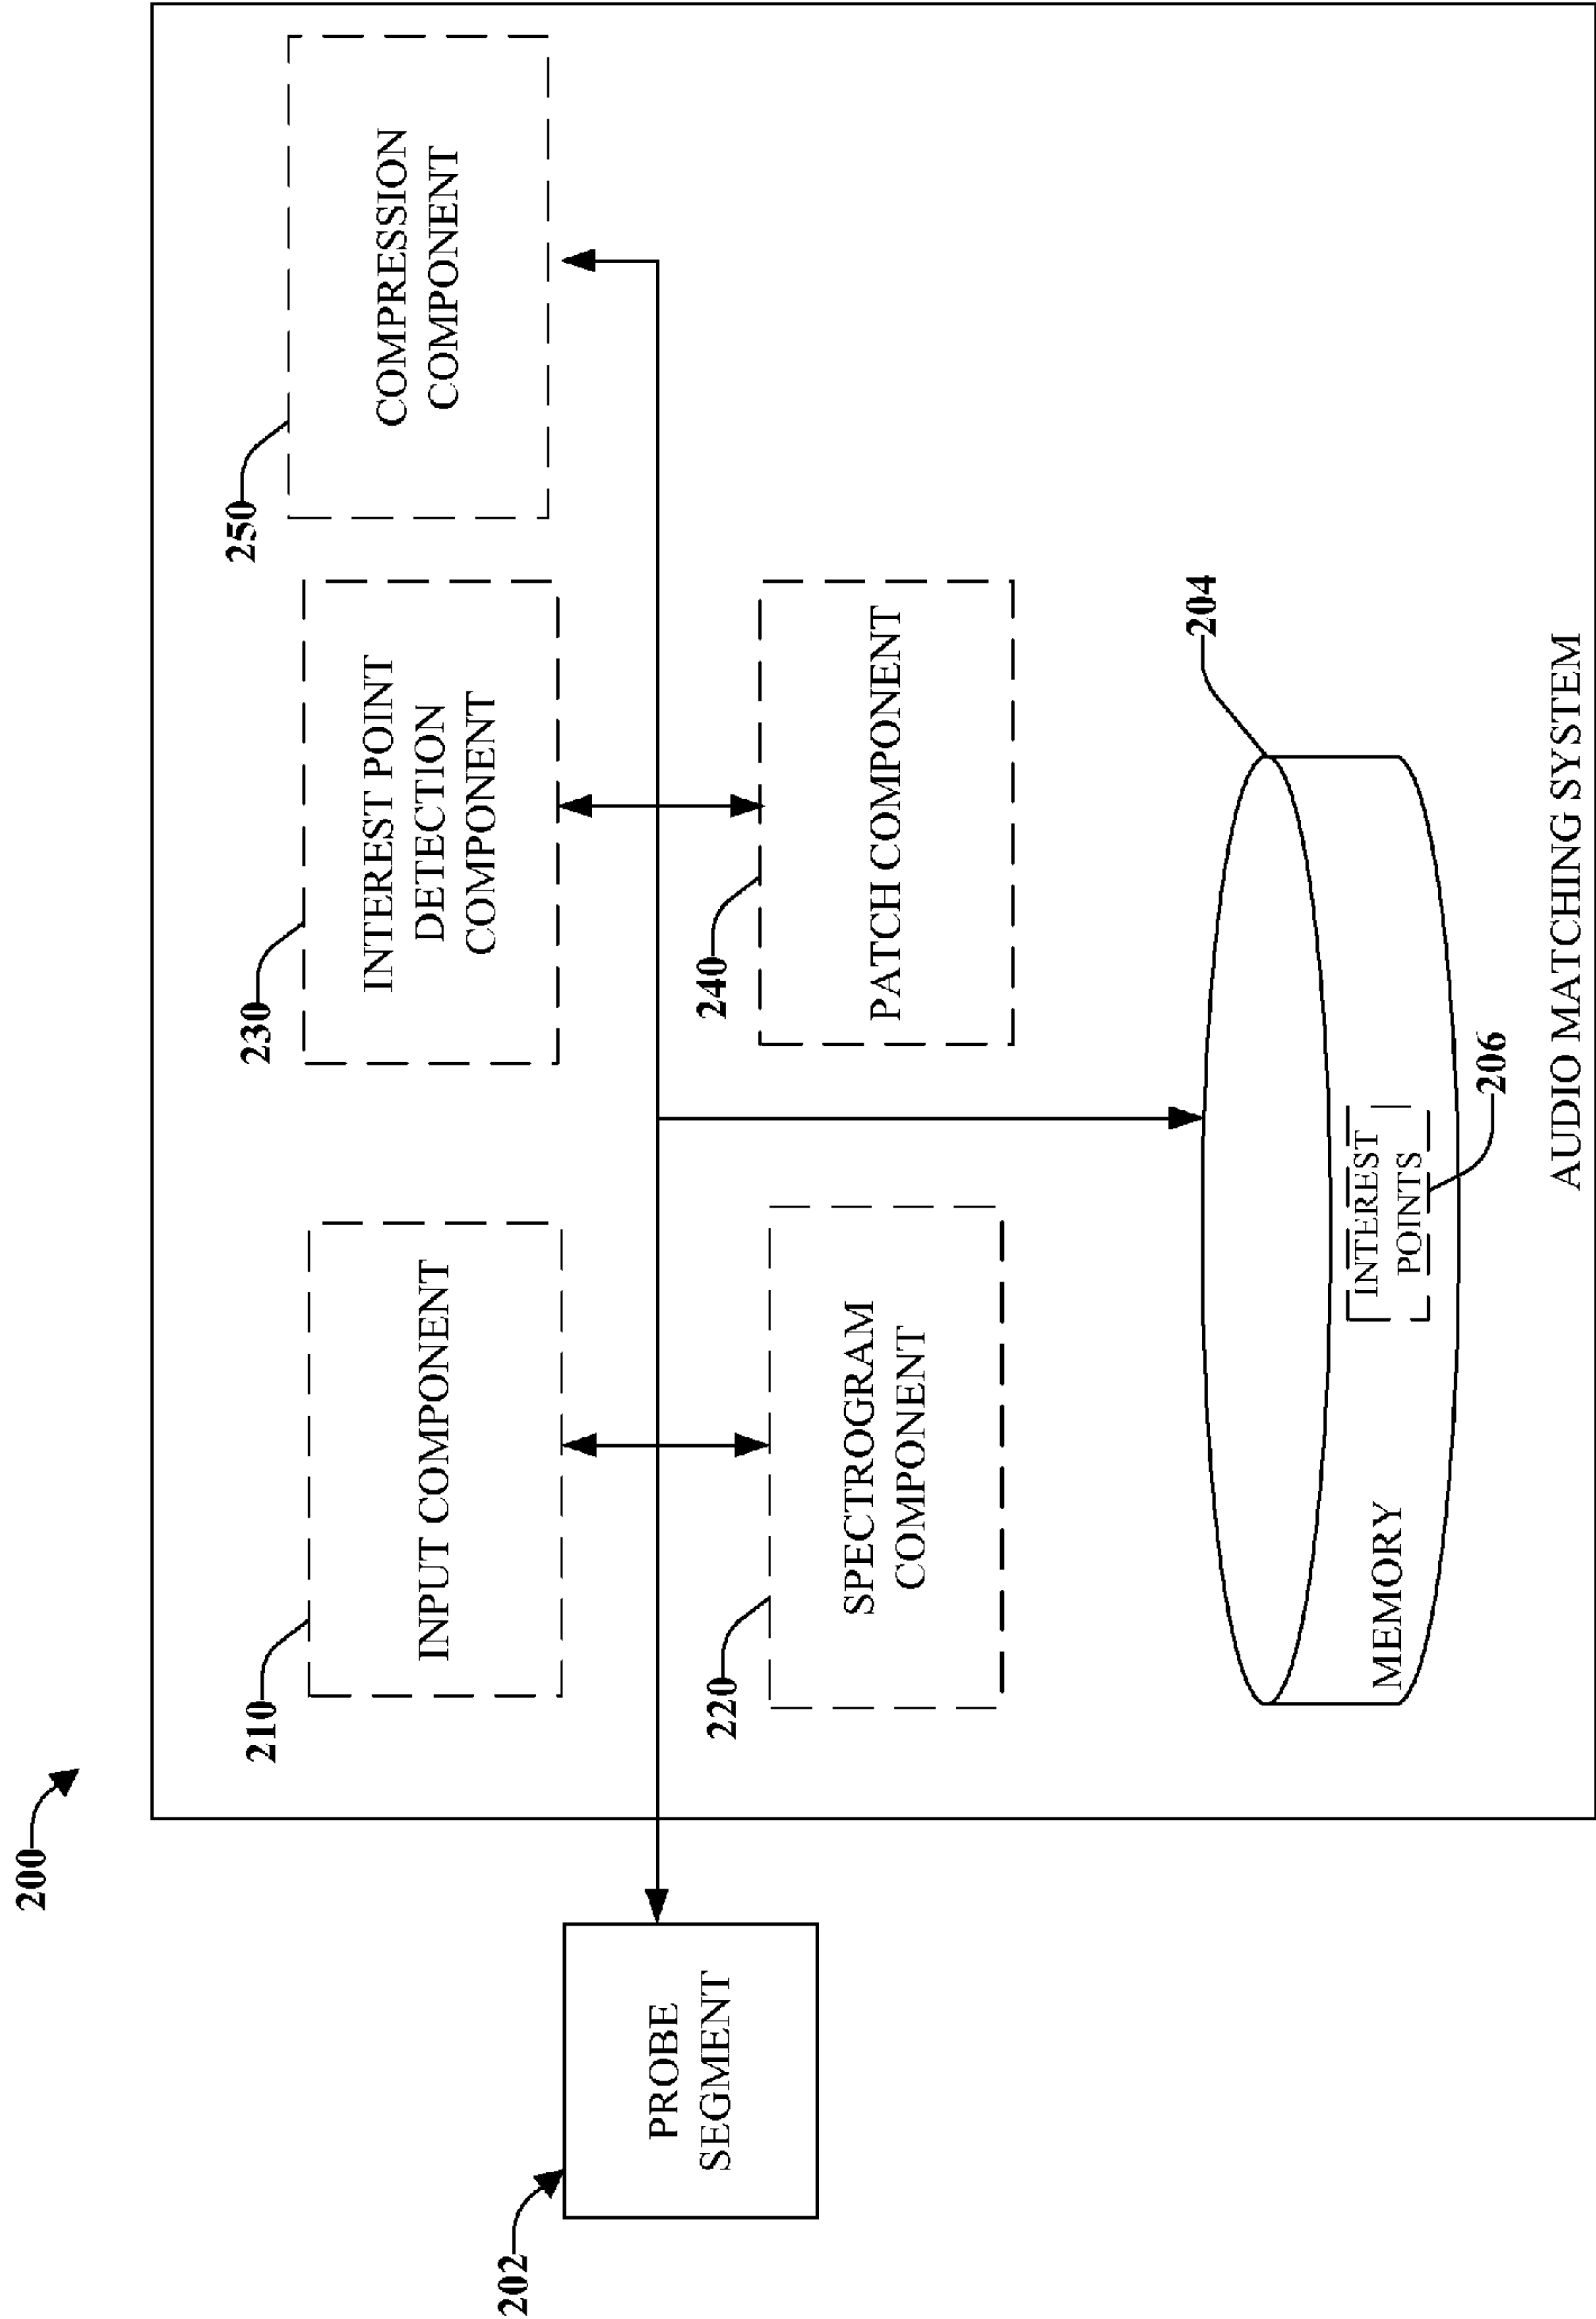 200
202
PROBE
SEGMENT
210
INPUT COMPONENT
230
INTEREST POINT
DETECTION
COMPONENT
250
COMPRESSION
COMPONENT
220
SPECTROGRAM
COMPONENT
240
PATCH COMPONENT
204
MEMORY
INTEREST
POINTS
206
AUDIO MATCHING SYSTEM